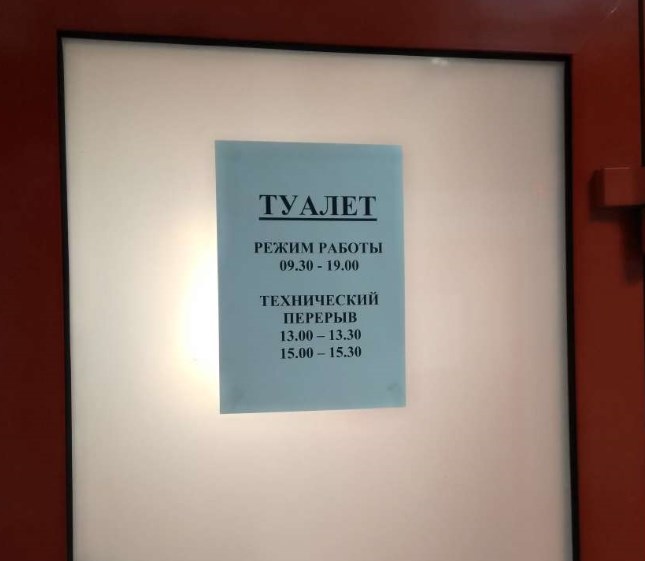 ТУАЛЕТ
РЕЖИМ РАБОТЫ
09.30 - 19.00
ТЕХНИЧЕСКИЙ
ПЕРЕРЫВ
13.00 – 13.30
15.00 – 15.30